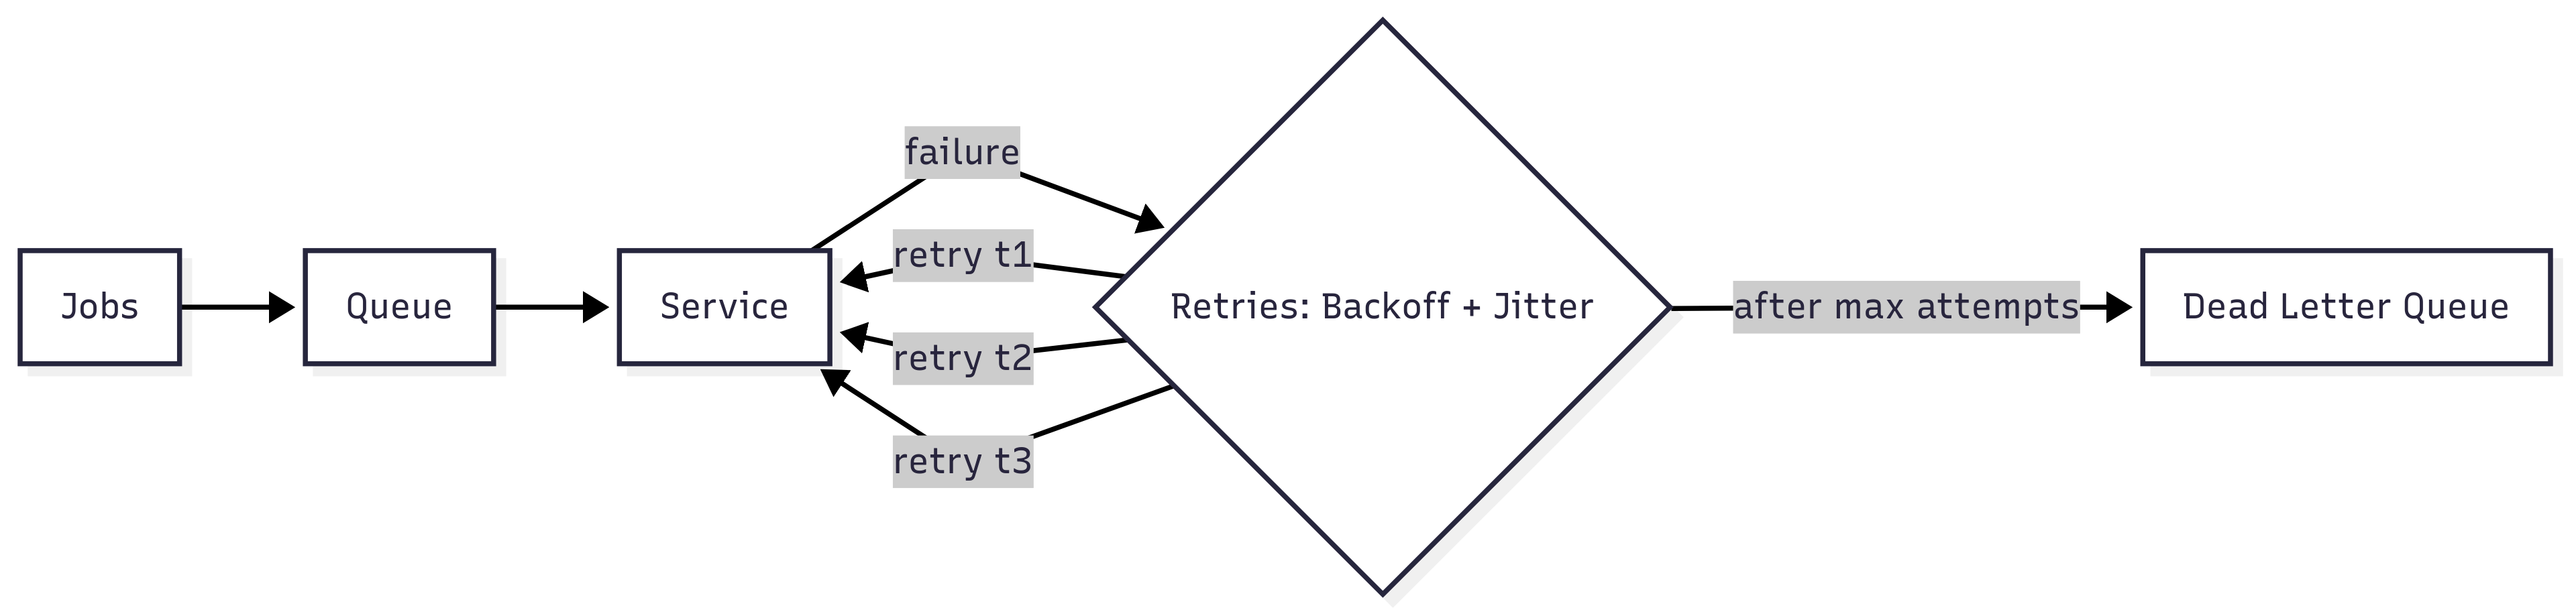 Jobs
Queue
Service
failure
retry t1
retry t2
retry t3
Retries: Backoff + Jitter
after max attempts
Dead Letter Queue